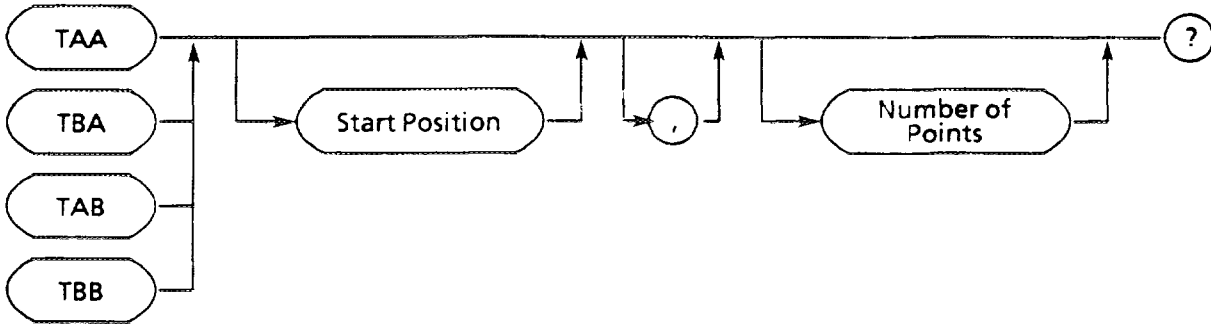 TAA
?
TBA
Start Position
,
Number of
Points
TAB
TBB